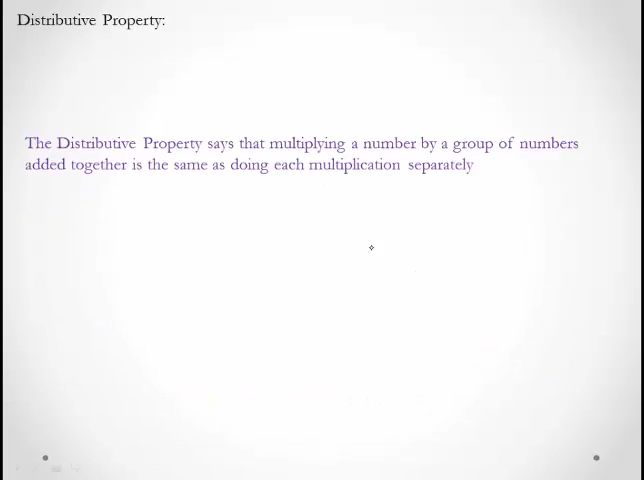 Distributive Property:
The Distributive Property says that multiplying a number by a group of numbers
added together is the same as doing each multiplication separately